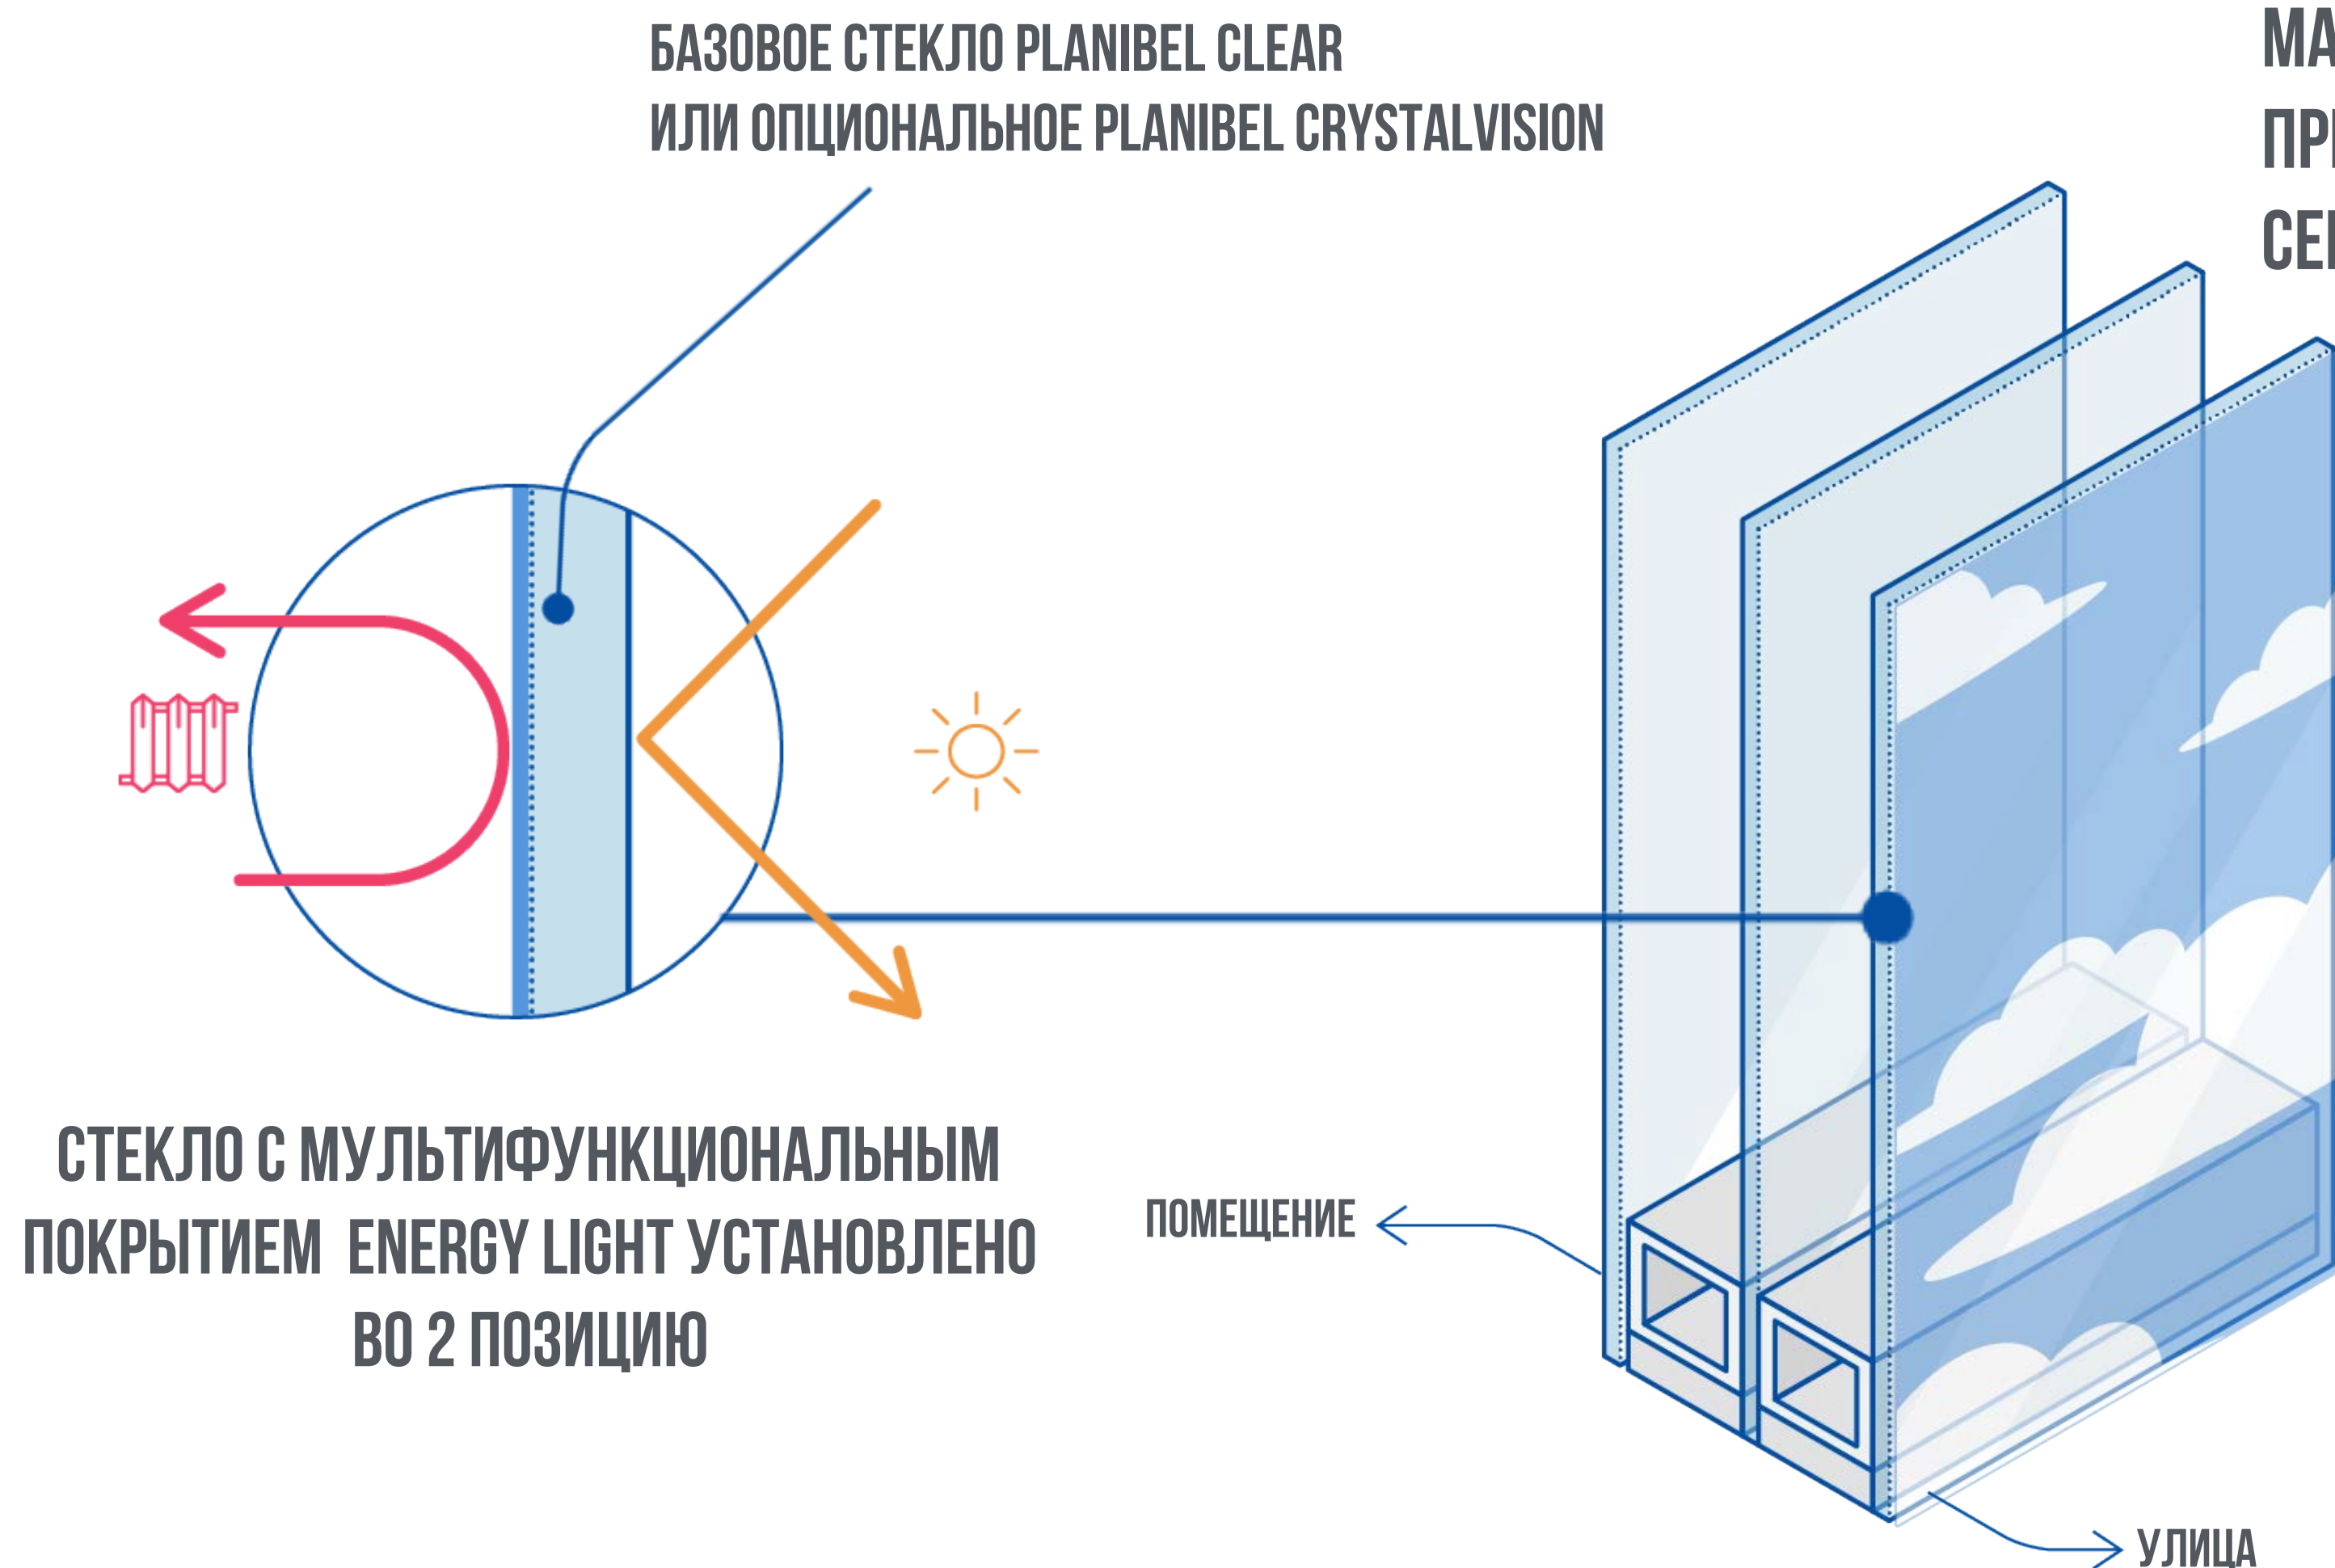 БАЗОВОЕ СТЕКЛО PLANIBEL CLEAR
ИЛИ ОПЦИОНАЛЬНОЕ PLANIBEL CRYSTALVISION
СТЕКЛО С МУЛЬТИФУНКЦИОНАЛЬНЫМ
ПОКРЫТИЕМ ENERGY LIGHT УСТАНОВЛЕНО
ВО 2 ПОЗИЦИЮ
ПОМЕЩЕНИЕ
УЛИЦА